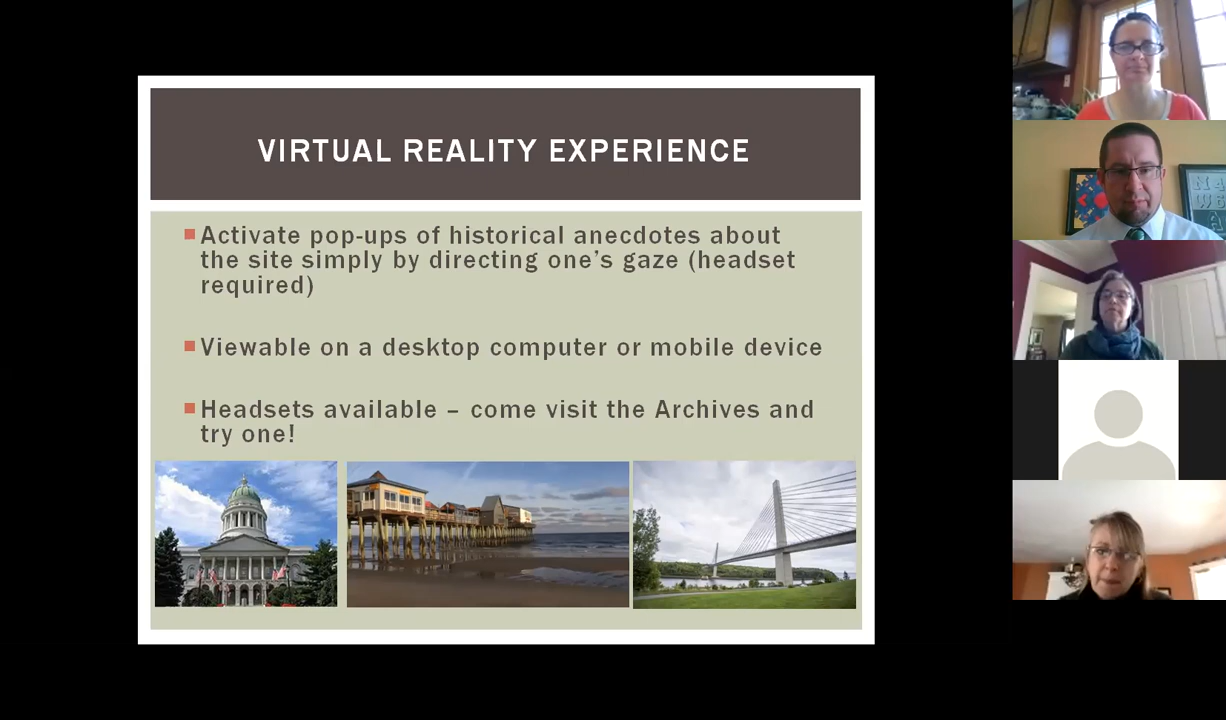 VIRTUAL REALITY EXPERIENCE
Activate pop-ups of historical anecdotes about
the site simply by directing one's gaze (headset
required)
Viewable on a desktop computer or mobile device
Headsets available – come visit the Archives and
try one!